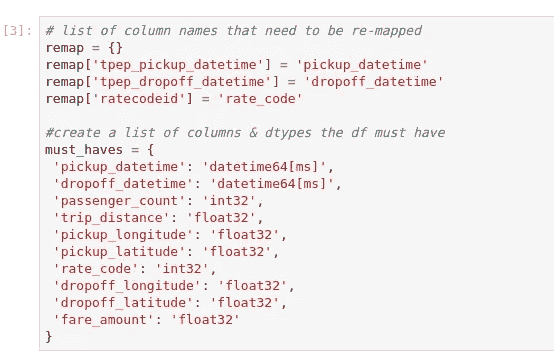 [3]: # list of column names that need to be re-mapped
remap = {}
remap['tpep_pickup_datetime'] = 'pickup_datetime'
remap['tpep_dropoff_datetime'] = 'dropoff_datetime'
remap['ratecodeid'] = 'rate_code'

#create a list of columns & dtypes the df must have
must_haves = {
 'pickup_datetime': 'datetime64[ms]',
 'dropoff_datetime': 'datetime64[ms]',
 'passenger_count': 'int32',
 'trip_distance': 'float32',
 'pickup_longitude': 'float32',
 'pickup_latitude': 'float32',
 'rate_code': 'int32',
 'dropoff_longitude': 'float32',
 'dropoff_latitude': 'float32',
 'fare_amount': 'float32'
}